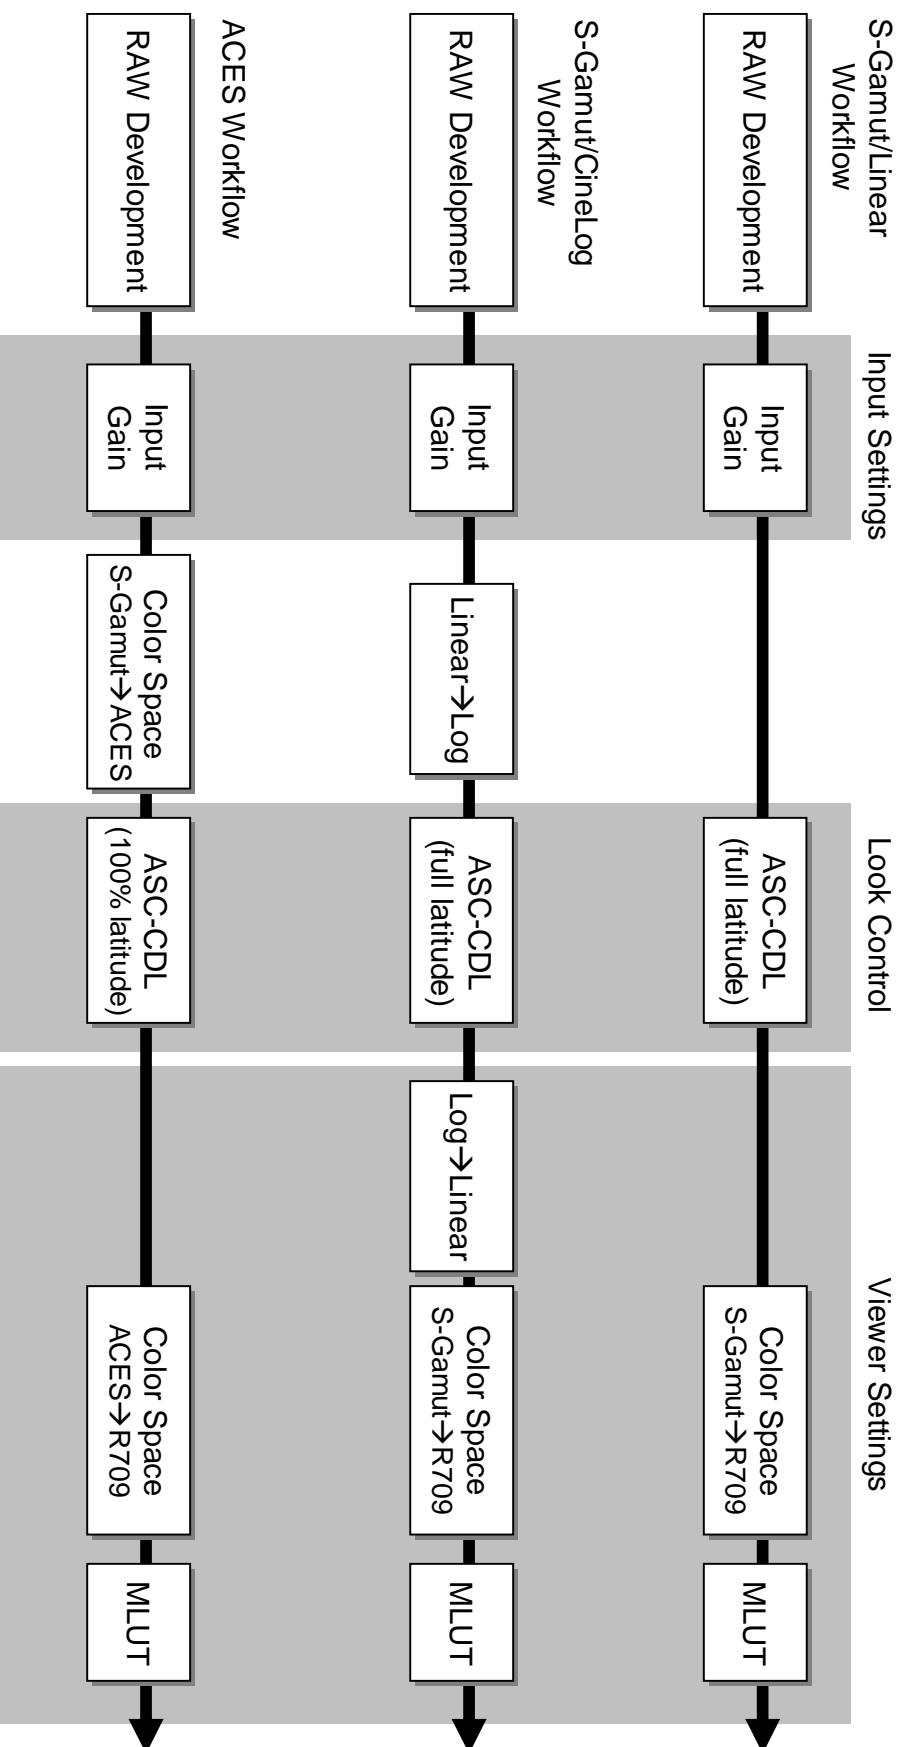 Input Settings
Look Control
Viewer Settings
S-Gamut/Linear
Workflow
RAW Development
Input
Gain
ASC-CDL
(full latitude)
Color Space
S-Gamut→R709
MLUT
S-Gamut/CineLog
Workflow
RAW Development
Input
Gain
Linear→Log
ASC-CDL
(full latitude)
Log→Linear
Color Space
S-Gamut→R709
MLUT
ACES Workflow
RAW Development
Input
Gain
Color Space
S-Gamut→ACES
ASC-CDL
(100% latitude)
Color Space
ACES→R709
MLUT